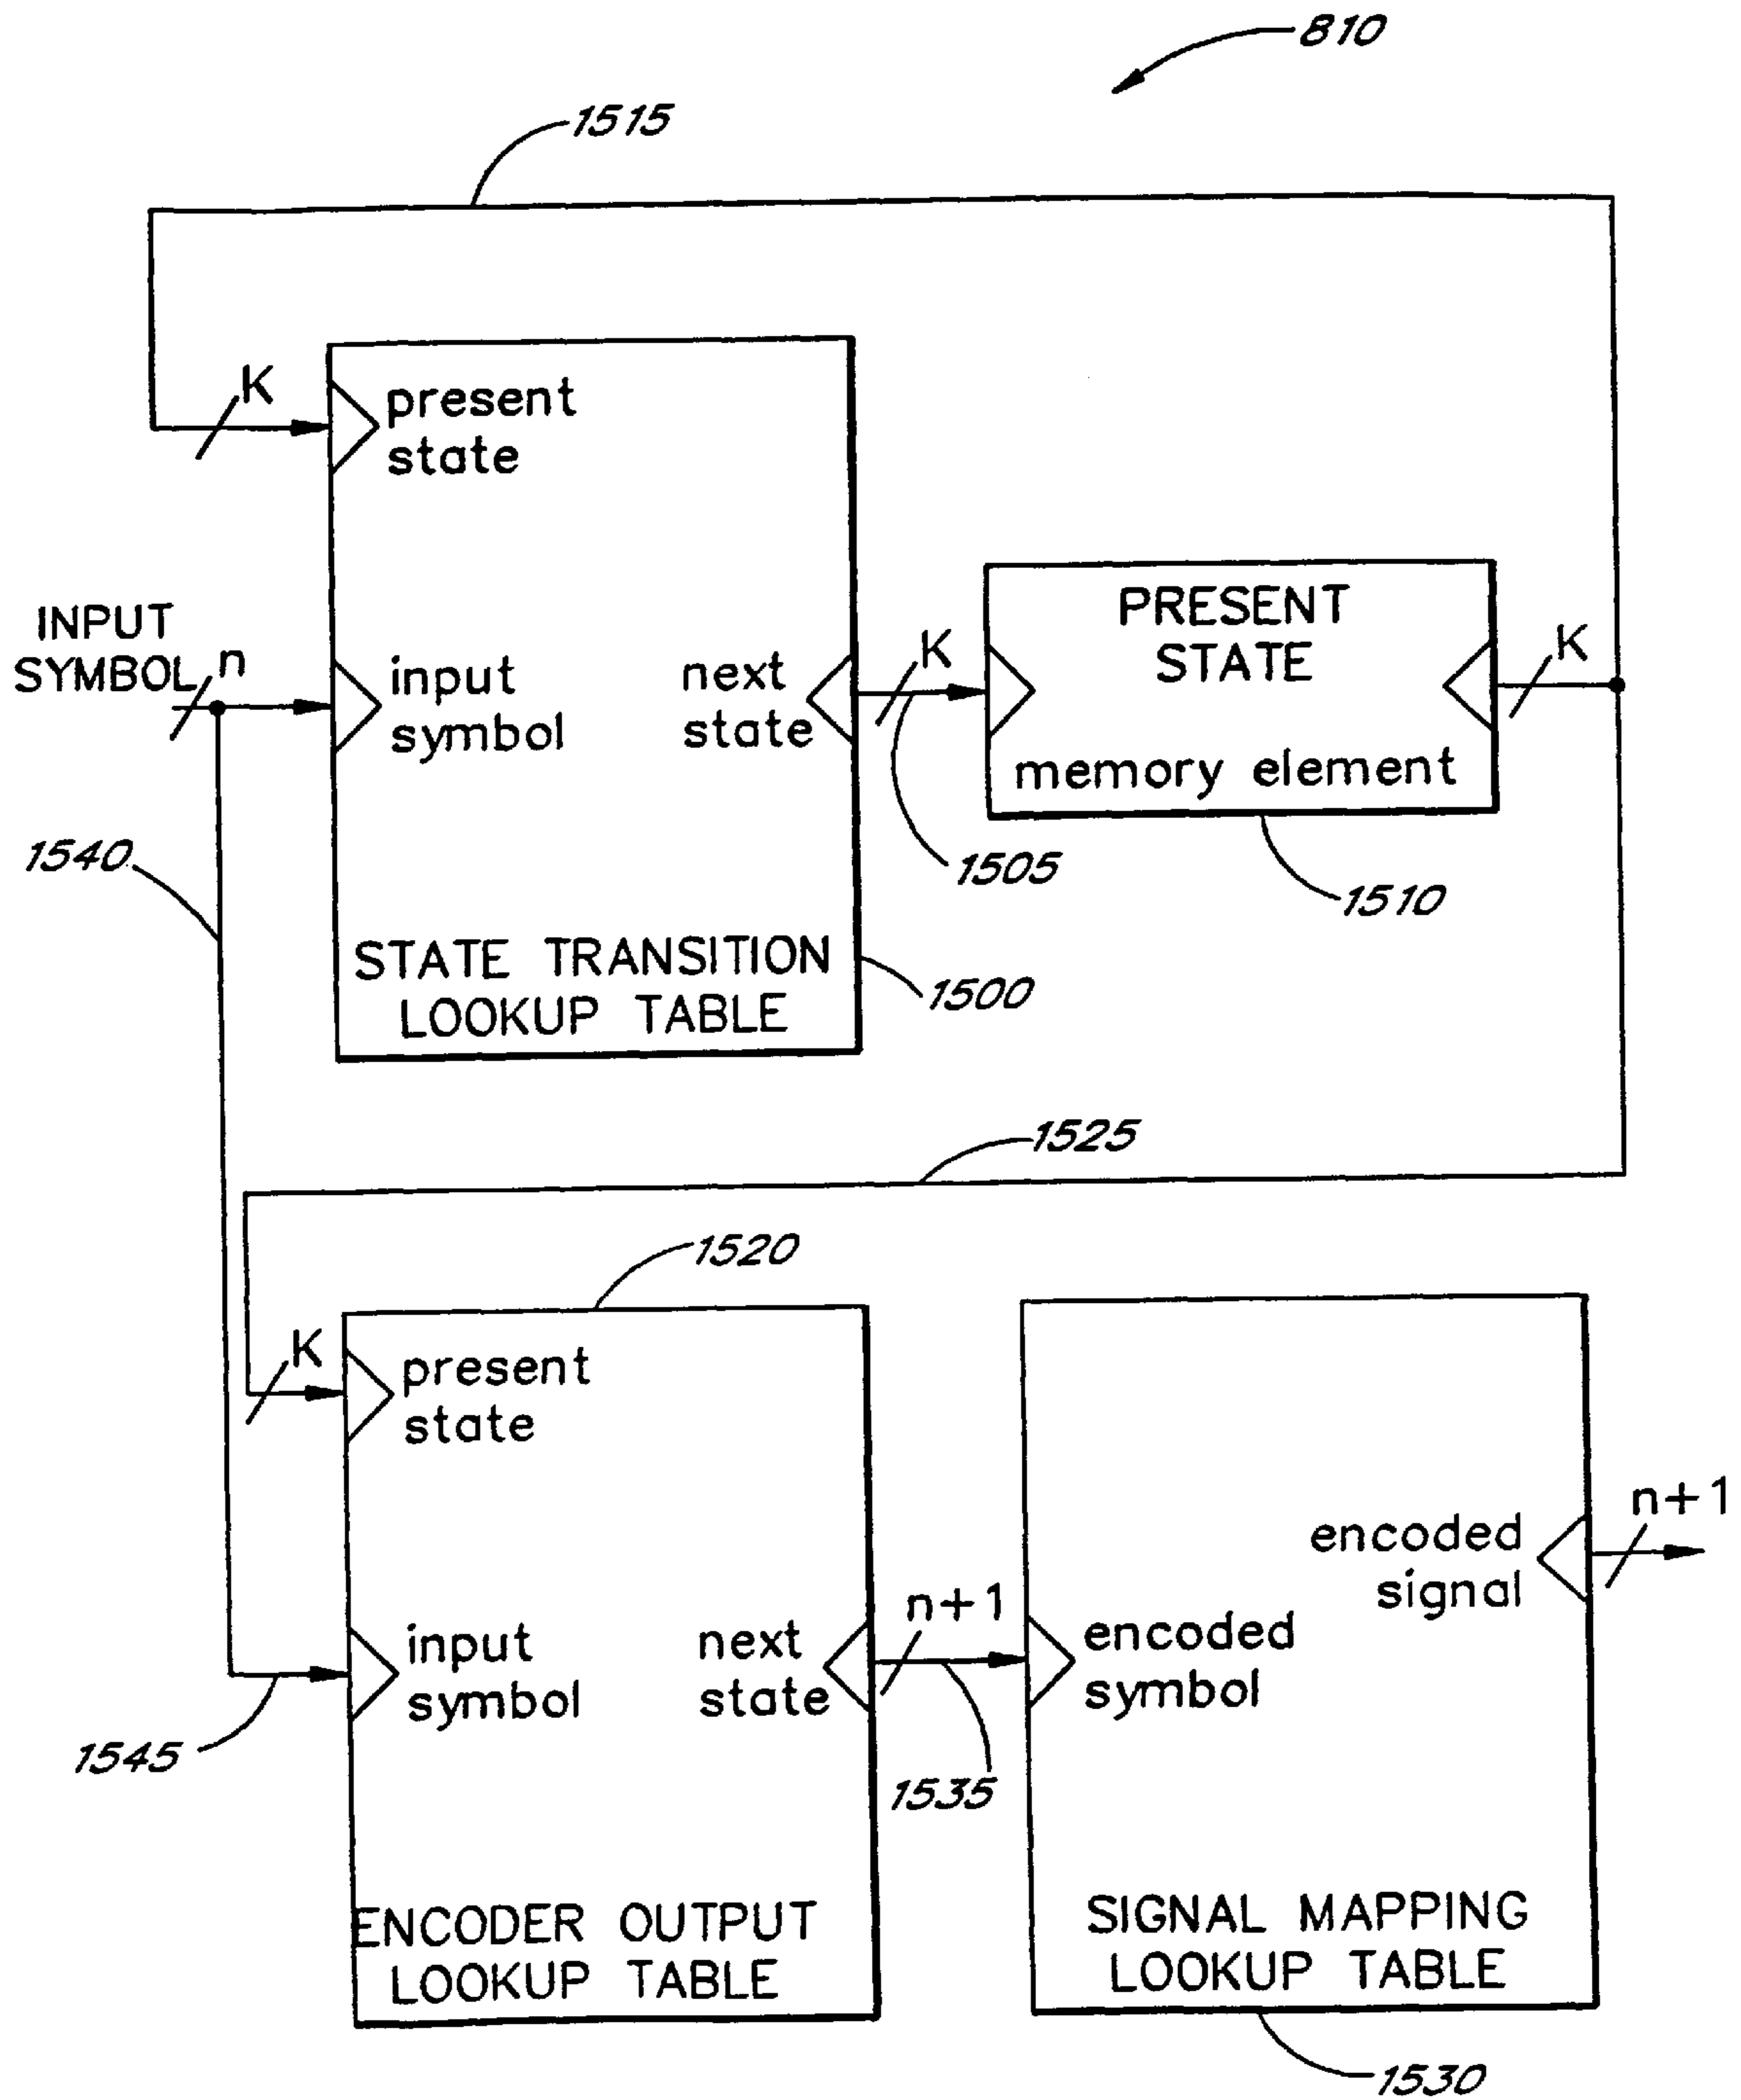 810
1515
K
present
state
INPUT
SYMBOL
n
input
symbol
next
state
K
PRESENT
STATE
memory element
K
1540
1505
1510
STATE TRANSITION
LOOKUP TABLE
1500
1525
1520
K
present
state
input
symbol
next
state
n+1
encoded
symbol
encoded
signal
n+1
1545
1535
ENCODER OUTPUT
LOOKUP TABLE
SIGNAL MAPPING
LOOKUP TABLE
1530